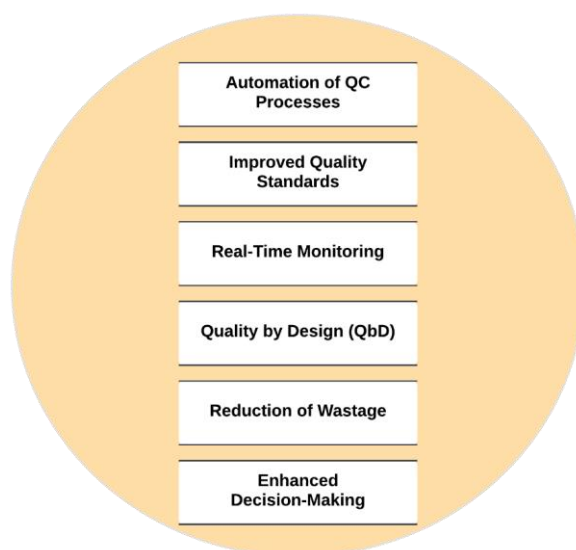 Automation of QC
Processes
Improved Quality
Standards
Real-Time Monitoring
Quality by Design (QbD)
Reduction of Wastage
Enhanced
Decision-Making